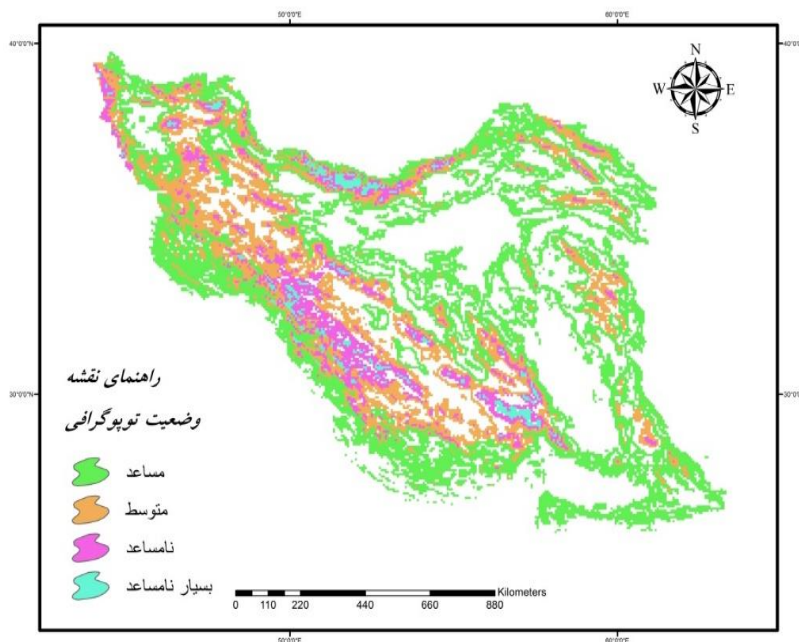 50°0'0"E 60°0'0"E
40°0'0"N 40°0'0"N
N
W E
S
30°0'0"N 30°0'0"N
راهنمای نقشه
وضعیت توپوگرافی
مساعد
متوسط
نامساعد
بسیار نامساعد
Kilometers
0 110 220 440 660 880
50°0'0"E 60°0'0"E